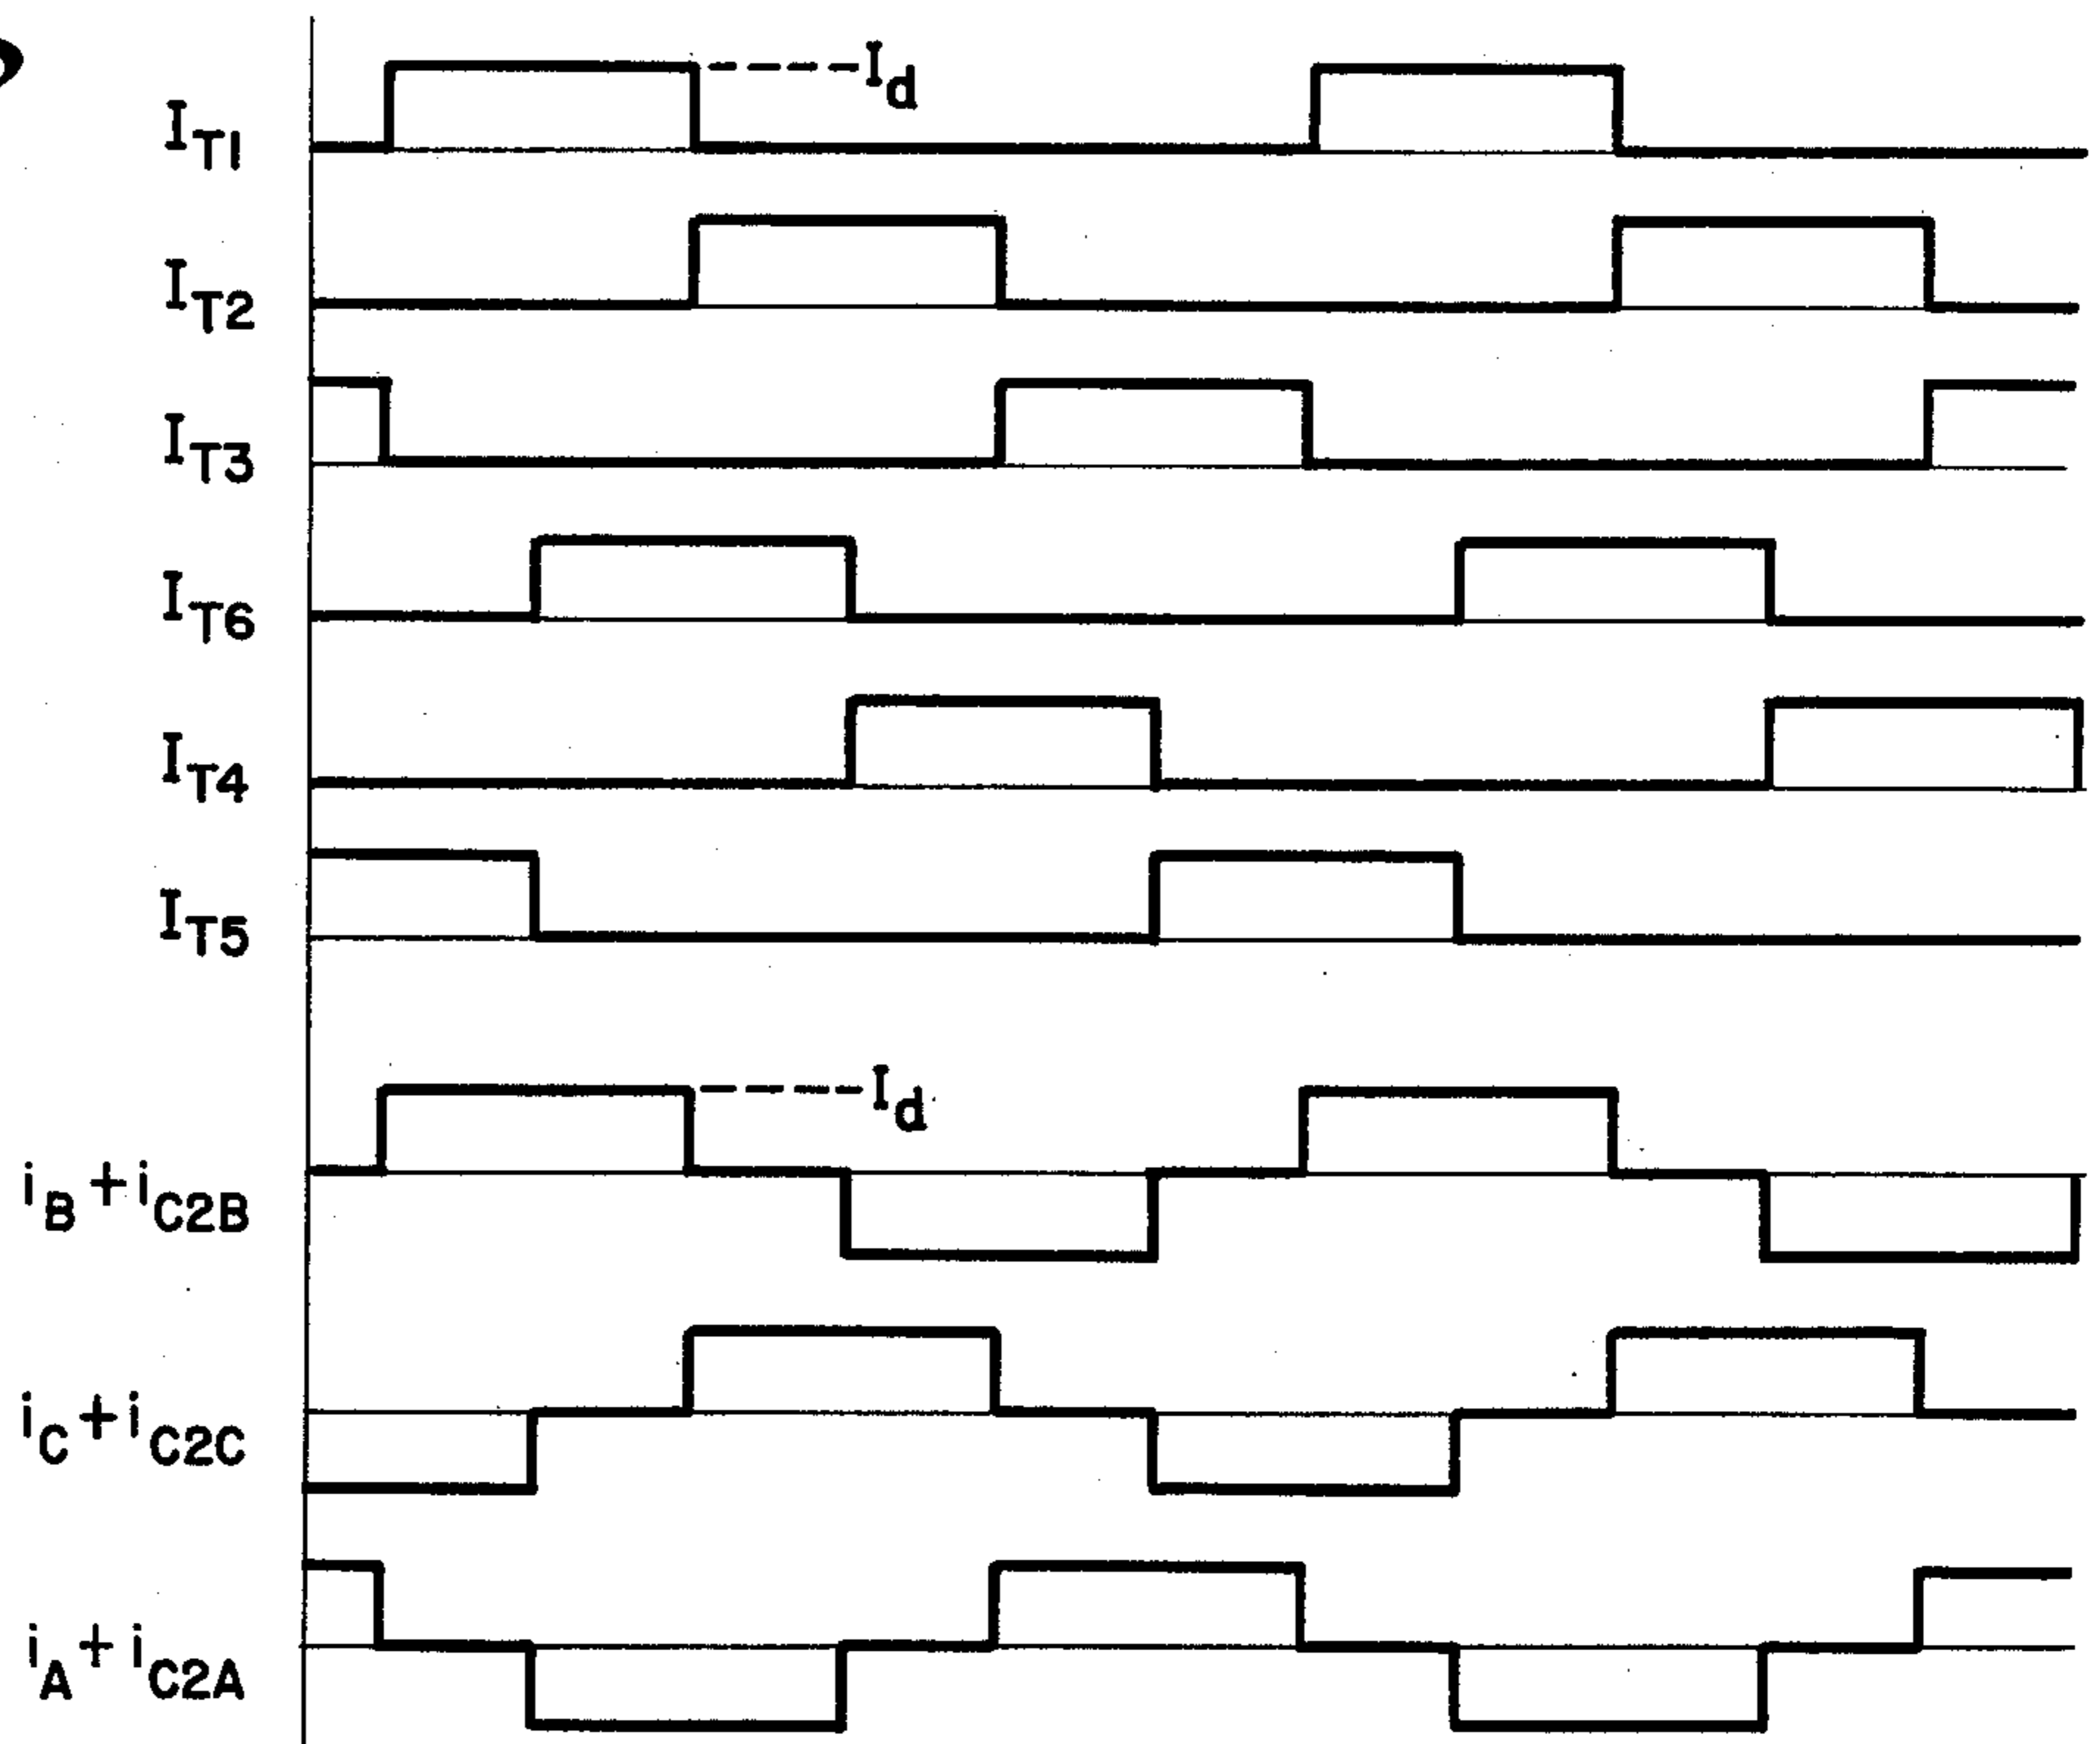 I_T1
I_d
I_T2
I_T3
I_T6
I_T4
I_T5
i_B + i_C2B
I_d
i_C + i_C2C
i_A + i_C2A